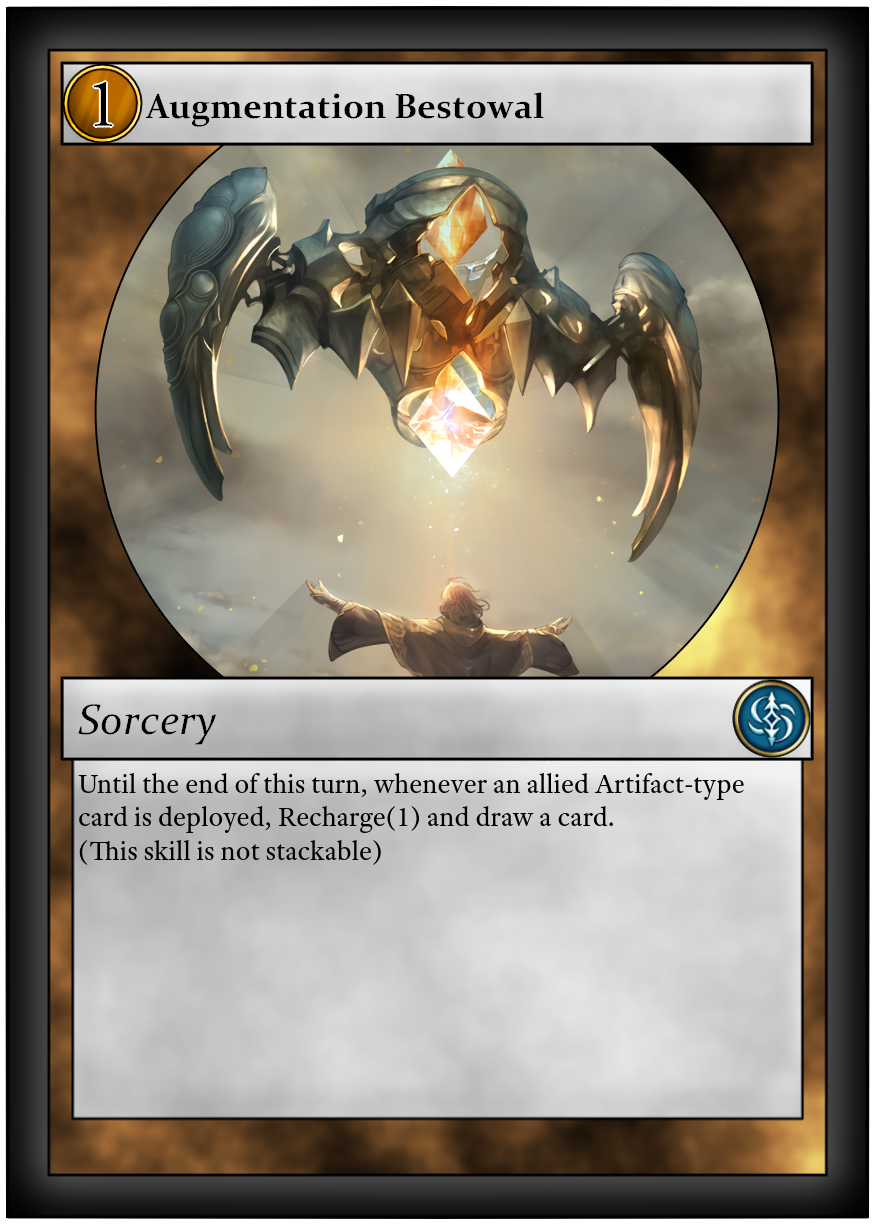 1
Augmentation Bestowal
Sorcery
Until the end of this turn, whenever an allied Artifact-type
card is deployed, Recharge(1) and draw a card.
(This skill is not stackable)